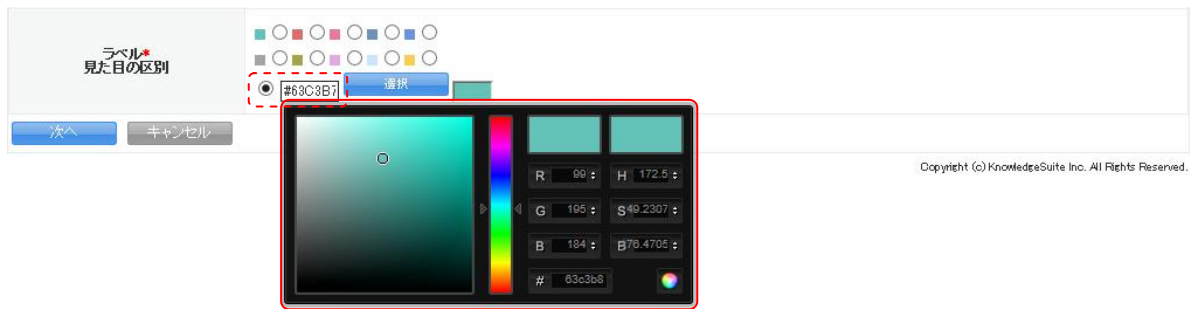 ラベル*
見た目の区別
#63C3B7
選択
次へ
キャンセル
Copyright (c) KnowledgeSuite Inc. All Rights Reserved.
R 99
H 172.5
G 195
S 49.2307
B 184
B 76.4705
# 63c3b8